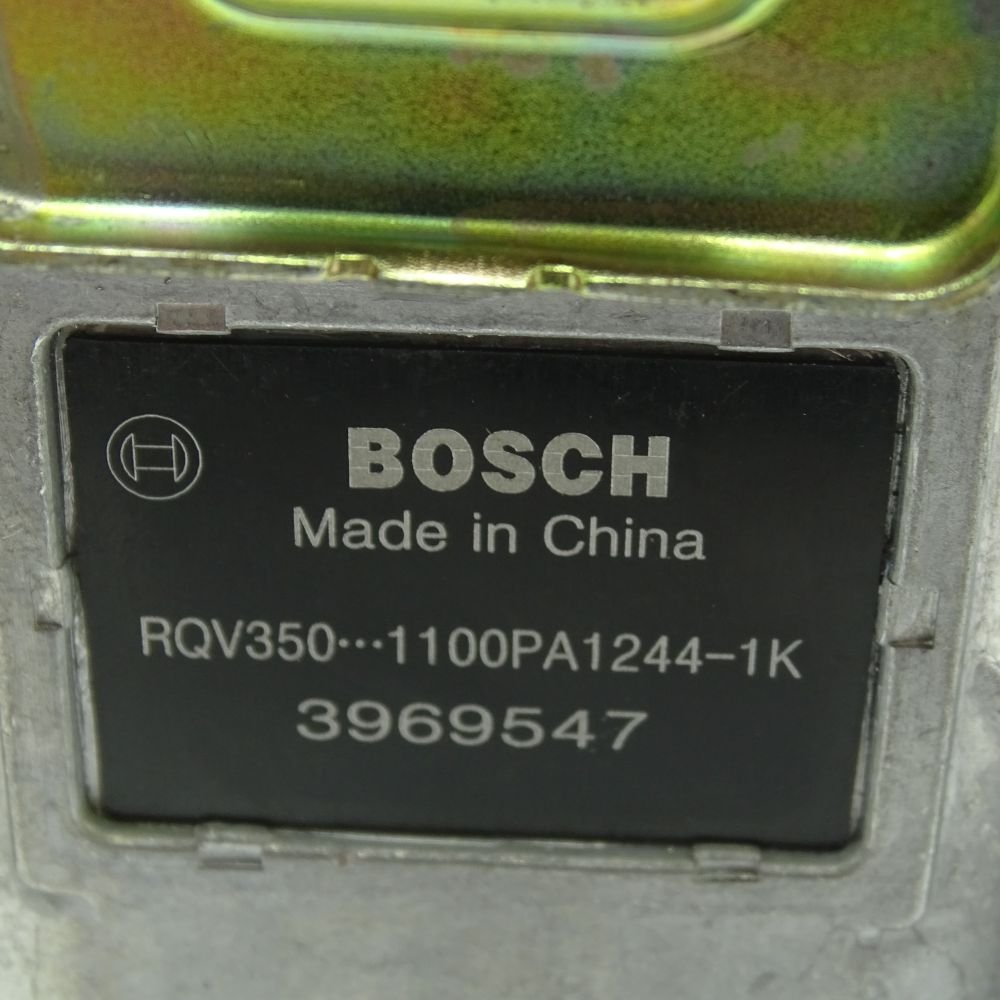 BOSCH
Made in China
RQV350···1100PA1244-1K
3969547